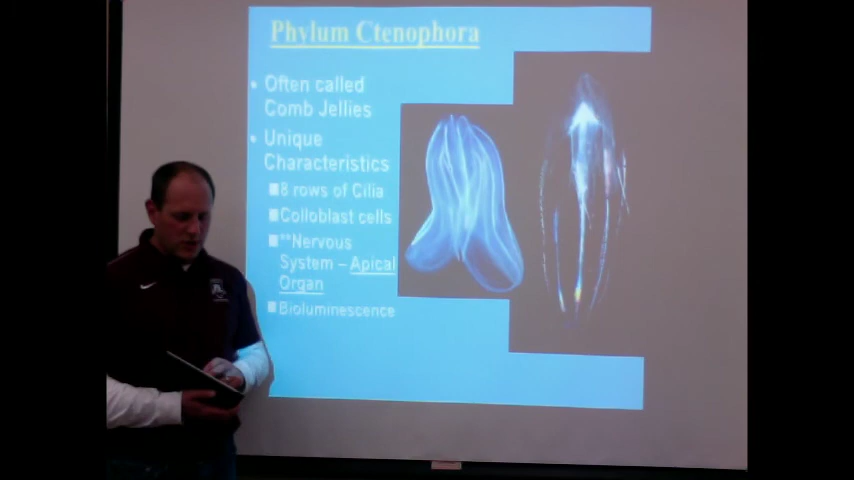 Phylum Ctenophora
• Often called
Comb Jellies
• Unique
Characteristics
■8 rows of Cilia
■Colloblast cells
■**Nervous
System – Apical
Organ
■Bioluminescence